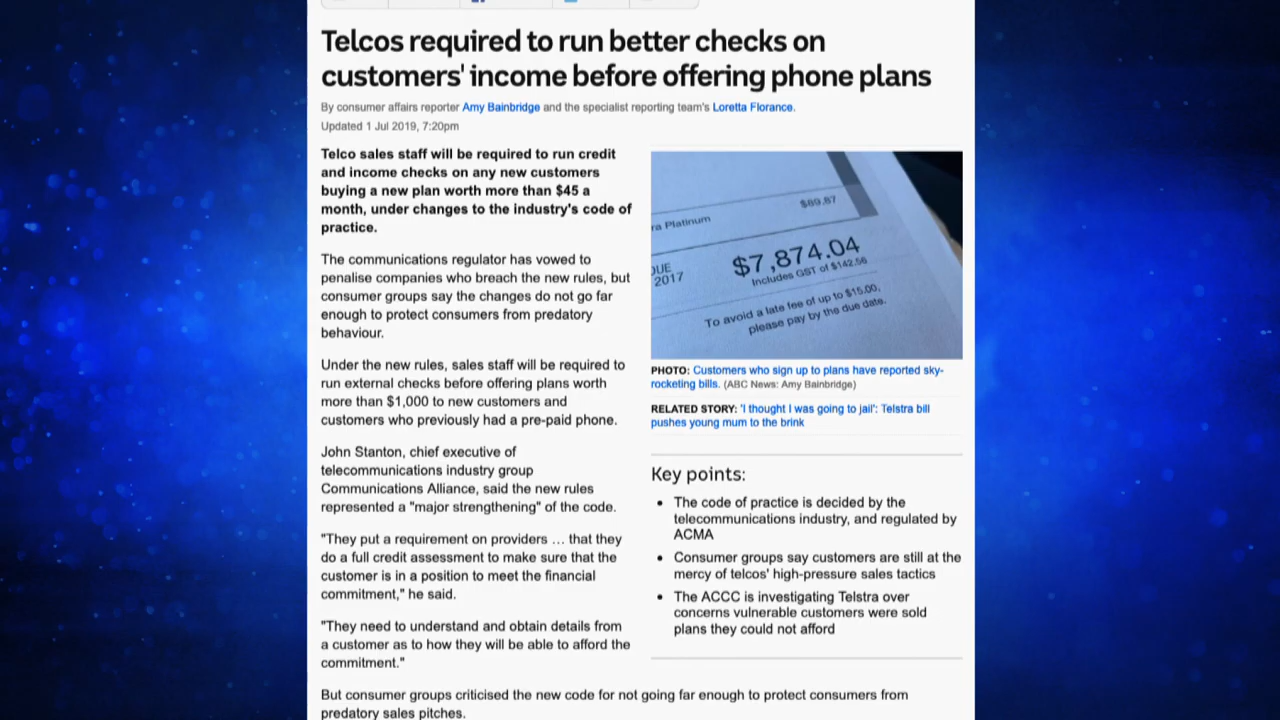 Telcos required to run better checks on
customers' income before offering phone plans
By consumer affairs reporter Amy Bainbridge and the specialist reporting team's Loretta Florance.
Updated 1 Jul 2019, 7:20pm
Telco sales staff will be required to run credit
and income checks on any new customers
buying a new plan worth more than $45 a
month, under changes to the industry's code of
practice.
The communications regulator has vowed to
penalise companies who breach the new rules, but
consumer groups say the changes do not go far
enough to protect consumers from predatory
behaviour.
Under the new rules, sales staff will be required to
run external checks before offering plans worth
more than $1,000 to new customers and
customers who previously had a pre-paid phone.
John Stanton, chief executive of
telecommunications industry group
Communications Alliance, said the new rules
represented a "major strengthening" of the code.
"They put a requirement on providers … that they
do a full credit assessment to make sure that the
customer is in a position to meet the financial
commitment," he said.
"They need to understand and obtain details from
a customer as to how they will be able to afford the
commitment."
$89.87
ra Platinum
DUE
2017
$7,874.04
Includes GST of $142.56
To avoid a late fee of up to $15.00,
please pay by the due date.
PHOTO: Customers who sign up to plans have reported sky-
rocketing bills. (ABC News: Amy Bainbridge)
RELATED STORY: 'I thought I was going to jail': Telstra bill
pushes young mum to the brink
Key points:
• The code of practice is decided by the
telecommunications industry, and regulated by
ACMA
• Consumer groups say customers are still at the
mercy of telcos' high-pressure sales tactics
• The ACCC is investigating Telstra over
concerns vulnerable customers were sold
plans they could not afford
But consumer groups criticised the new code for not going far enough to protect consumers from
predatory sales pitches.